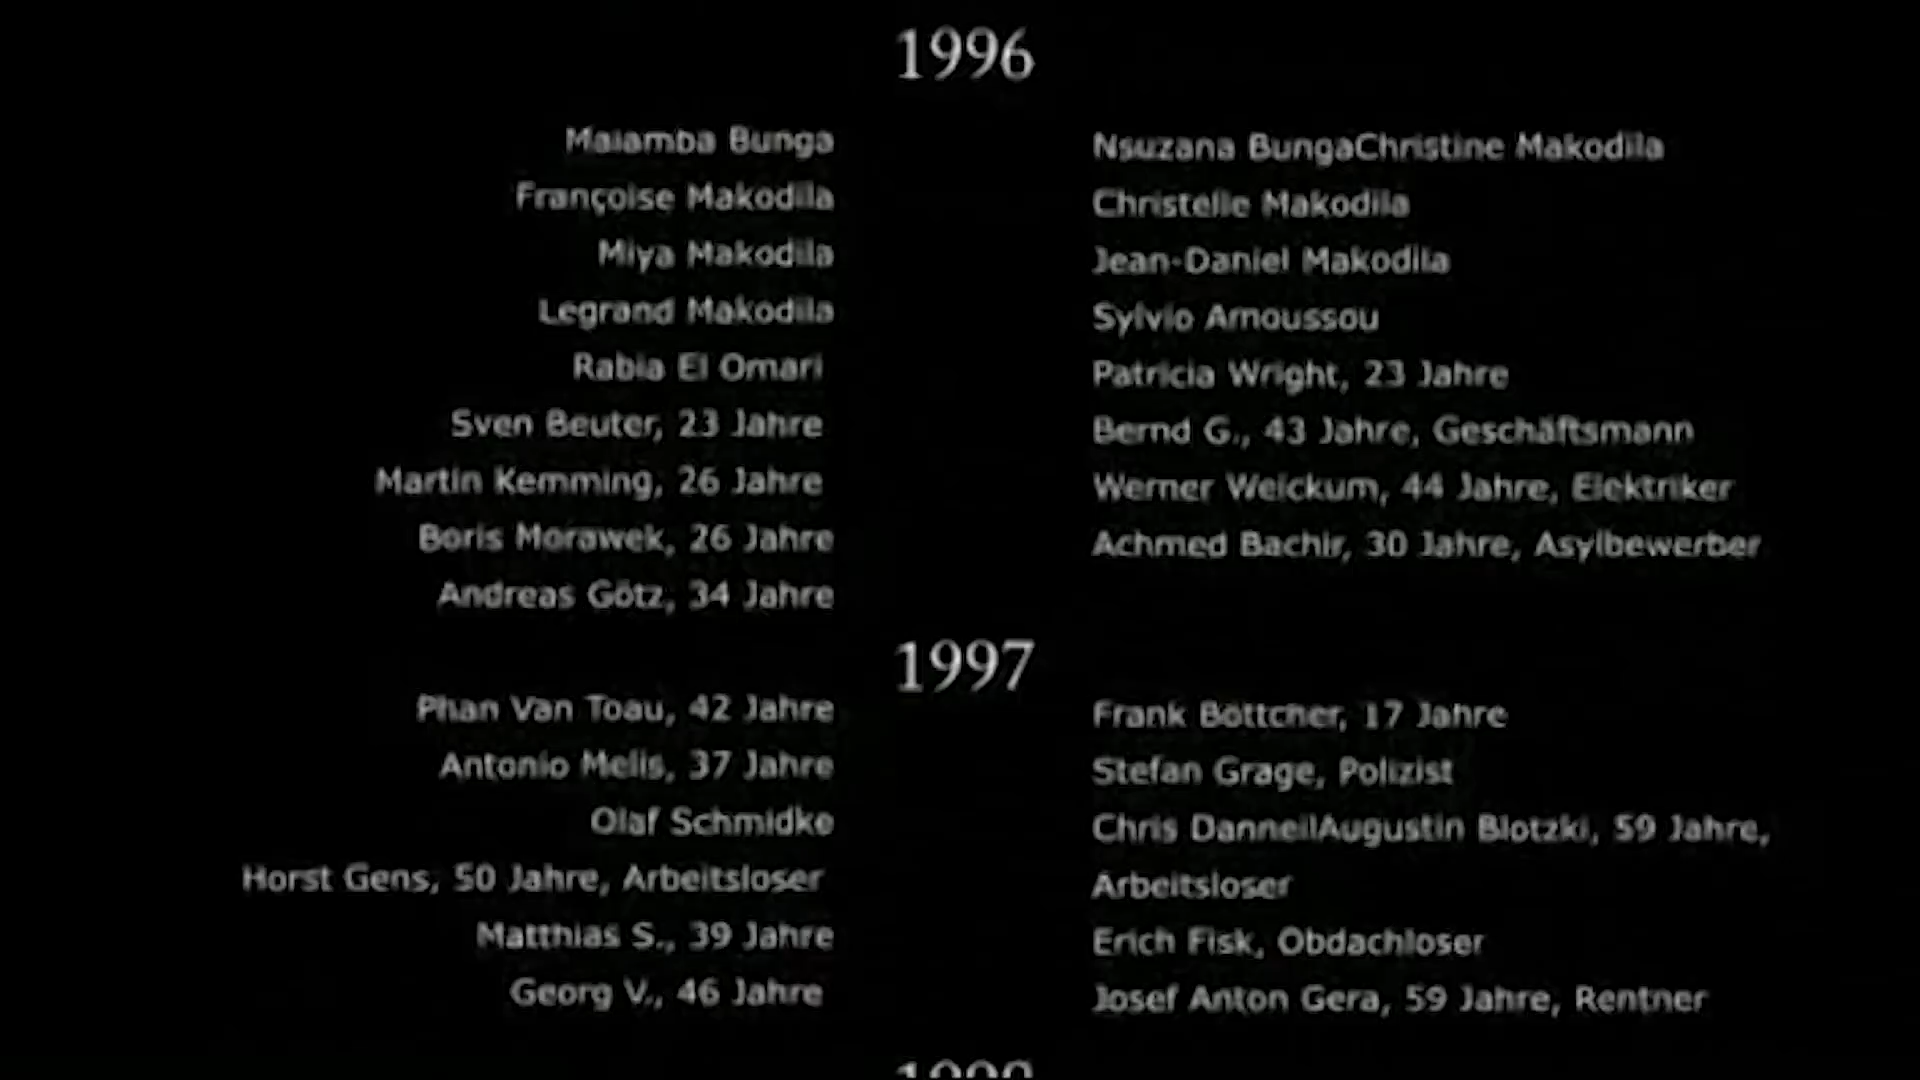 1996
Maiamba Bunga
Nsuzana BungaChristine Makodila
Françoise Makodila
Christelle Makodila
Miya Makodila
Jean-Daniel Makodila
Legrand Makodila
Sylvio Amoussou
Rabia El Omari
Patricia Wright, 23 Jahre
Sven Beuter, 23 Jahre
Bernd G., 43 Jahre, Geschäftsmann
Martin Kemming, 26 Jahre
Werner Weickum, 44 Jahre, Elektriker
Boris Morawek, 26 Jahre
Achmed Bachir, 30 Jahre, Asylbewerber
Andreas Götz, 34 Jahre
1997
Phan Van Toau, 42 Jahre
Frank Böttcher, 17 Jahre
Antonio Melis, 37 Jahre
Stefan Grage, Polizist
Olaf Schmidke
Chris DanneilAugustin Blotzki, 59 Jahre,
Horst Gens, 50 Jahre, Arbeitsloser
Arbeitsloser
Matthias S., 39 Jahre
Erich Fisk, Obdachloser
Georg V., 46 Jahre
Josef Anton Gera, 59 Jahre, Rentner